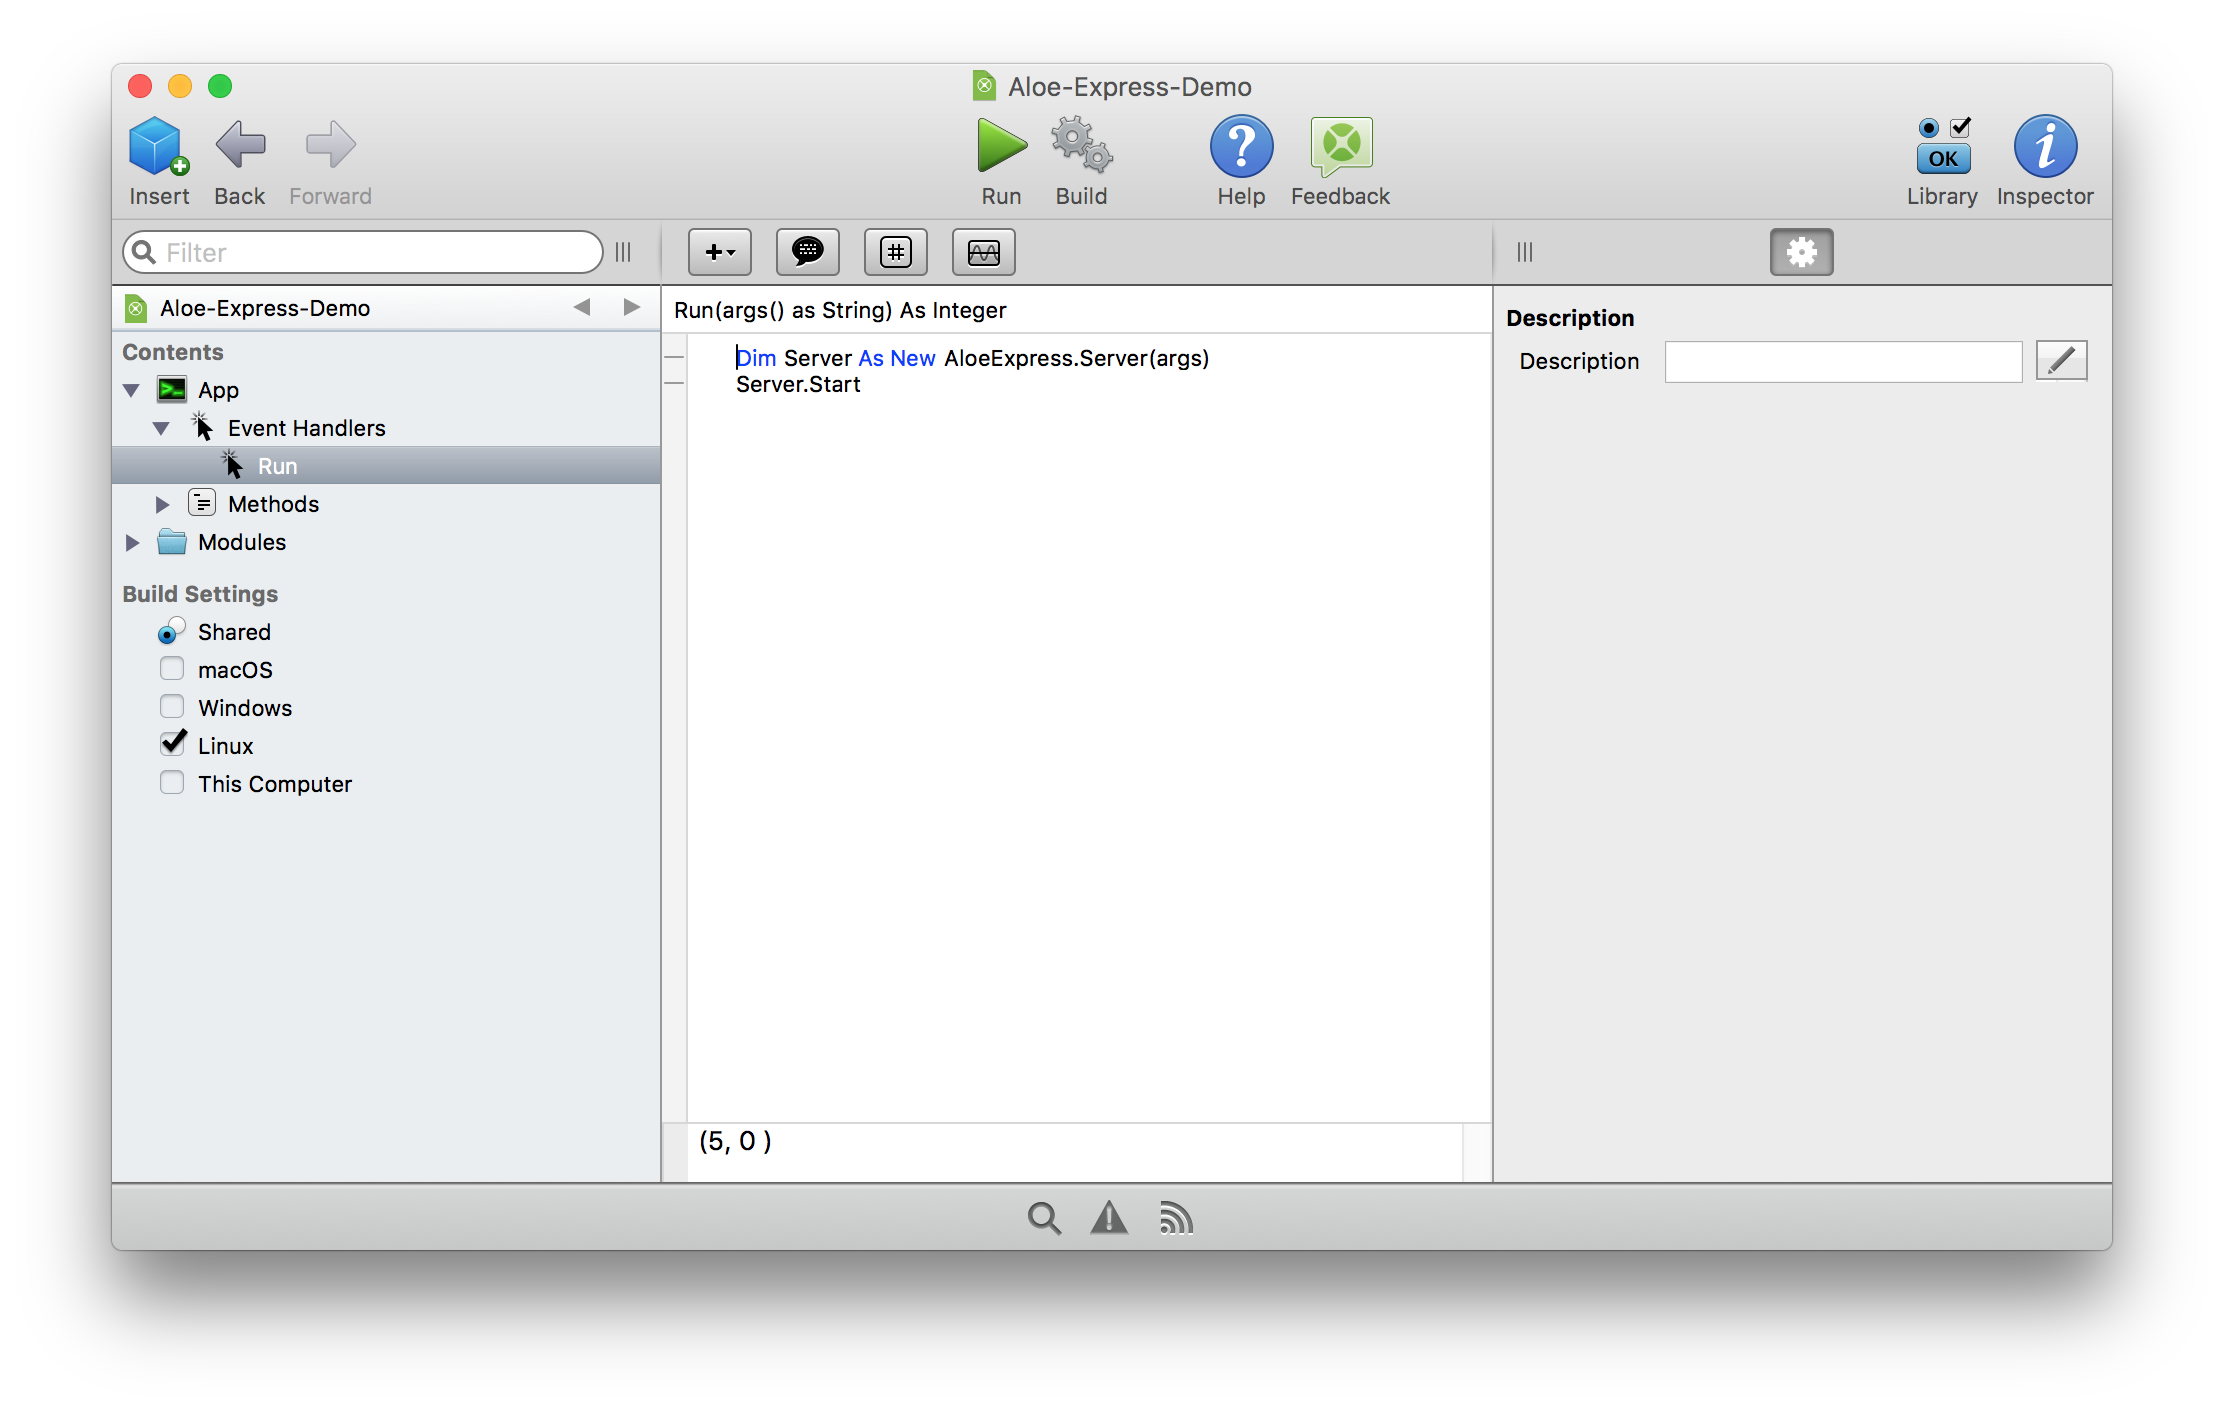 Aloe-Express-Demo
Insert Back Forward Run Build Help Feedback OK Library Inspector
Filter
Aloe-Express-Demo
Contents
App
Event Handlers
Run
Methods
Modules
Build Settings
Shared
macOS
Windows
Linux
This Computer
Run(args() as String) As Integer
Dim Server As New AloeExpress.Server(args)
Server.Start
(5, 0 )
Description
Description